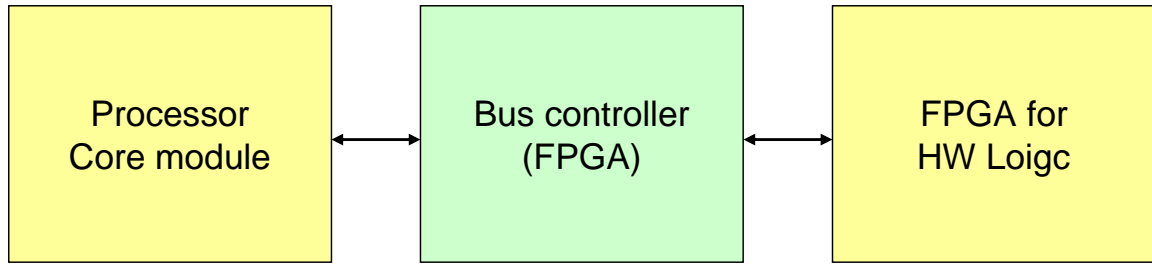 Processor
Core module
Bus controller
(FPGA)
FPGA for
HW Loigc